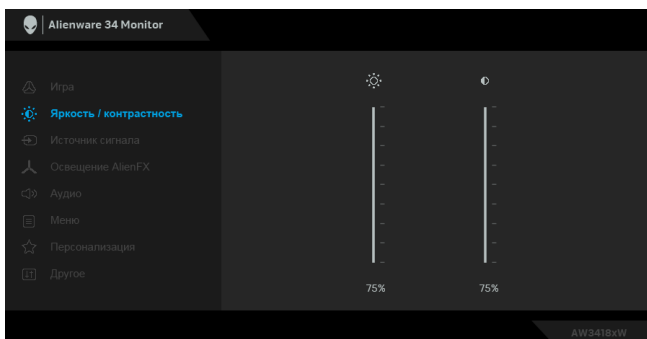 Alienware 34 Monitor
Игра
Яркость / контрастность
Источник сигнала
Освещение AlienFX
Аудио
Меню
Персонализация
Другое
75% 75%
AW3418xW